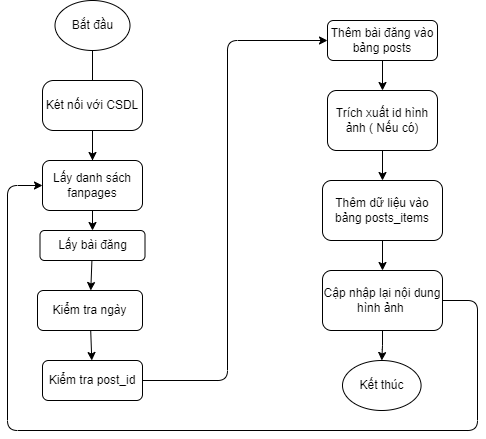 Bắt đầu
Két nối với CSDL
Lấy danh sách
fanpages
Lấy bài đăng
Kiểm tra ngày
Kiểm tra post_id
Thêm bài đăng vào
bảng posts
Trích xuất id hình
ảnh ( Nếu có)
Thêm dữ liệu vào
bảng posts_items
Cập nhập lại nội dung
hình ảnh
Kết thúc